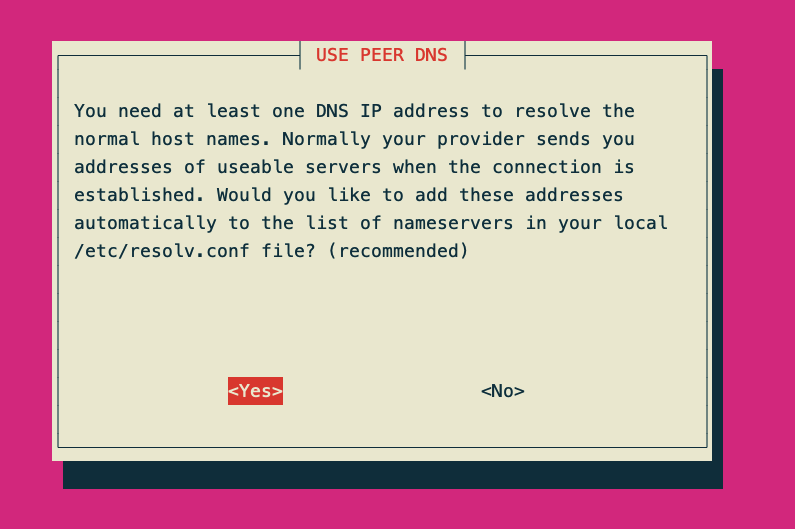 USE PEER DNS
You need at least one DNS IP address to resolve the
normal host names. Normally your provider sends you
addresses of useable servers when the connection is
established. Would you like to add these addresses
automatically to the list of nameservers in your local
/etc/resolv.conf file? (recommended)
<Yes> <No>